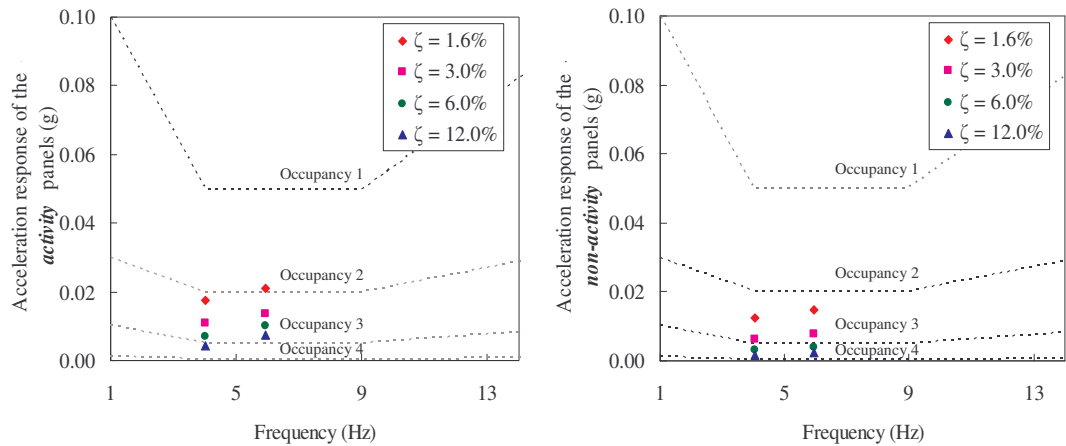 Acceleration response of the
activity panels (g)
0.10
0.08
0.06
0.04
0.02
0.00
ζ = 1.6%
ζ = 3.0%
ζ = 6.0%
ζ = 12.0%
Occupancy 1
Occupancy 2
Occupancy 3
Occupancy 4
1 5 9 13
Frequency (Hz)
Acceleration response of the
non-activity panels (g)
0.10
0.08
0.06
0.04
0.02
0.00
ζ = 1.6%
ζ = 3.0%
ζ = 6.0%
ζ = 12.0%
Occupancy 1
Occupancy 2
Occupancy 3
Occupancy 4
1 5 9 13
Frequency (Hz)